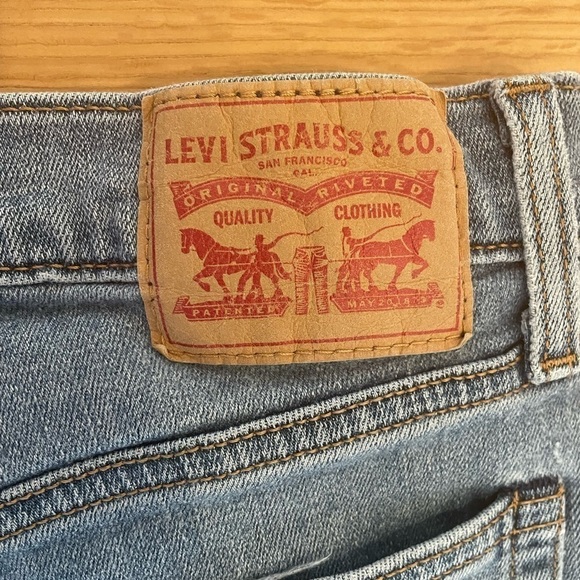 LEVI STRAUSS & CO.
SAN FRANCISCO
CAL.
ORIGINAL RIVETED
QUALITY CLOTHING
PATENTED MAY 20 1873
®